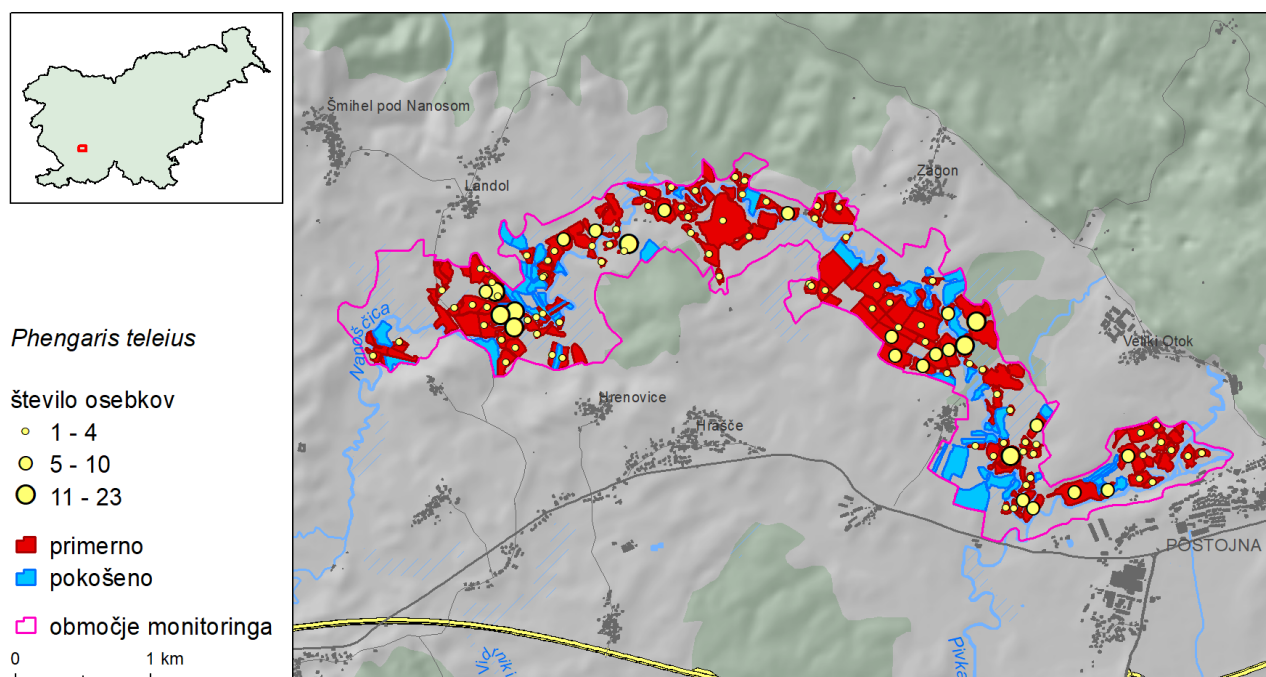 Phengaris teleius
število osebkov
1 - 4
5 - 10
11 - 23
primerno
pokošeno
območje monitoringa
0 1 km
Šmihel pod Nanosom
Landol
Zagon
Nanoščica
Veliki Otok
Hrenovice
Hrašče
POSTOJNA
Pivka